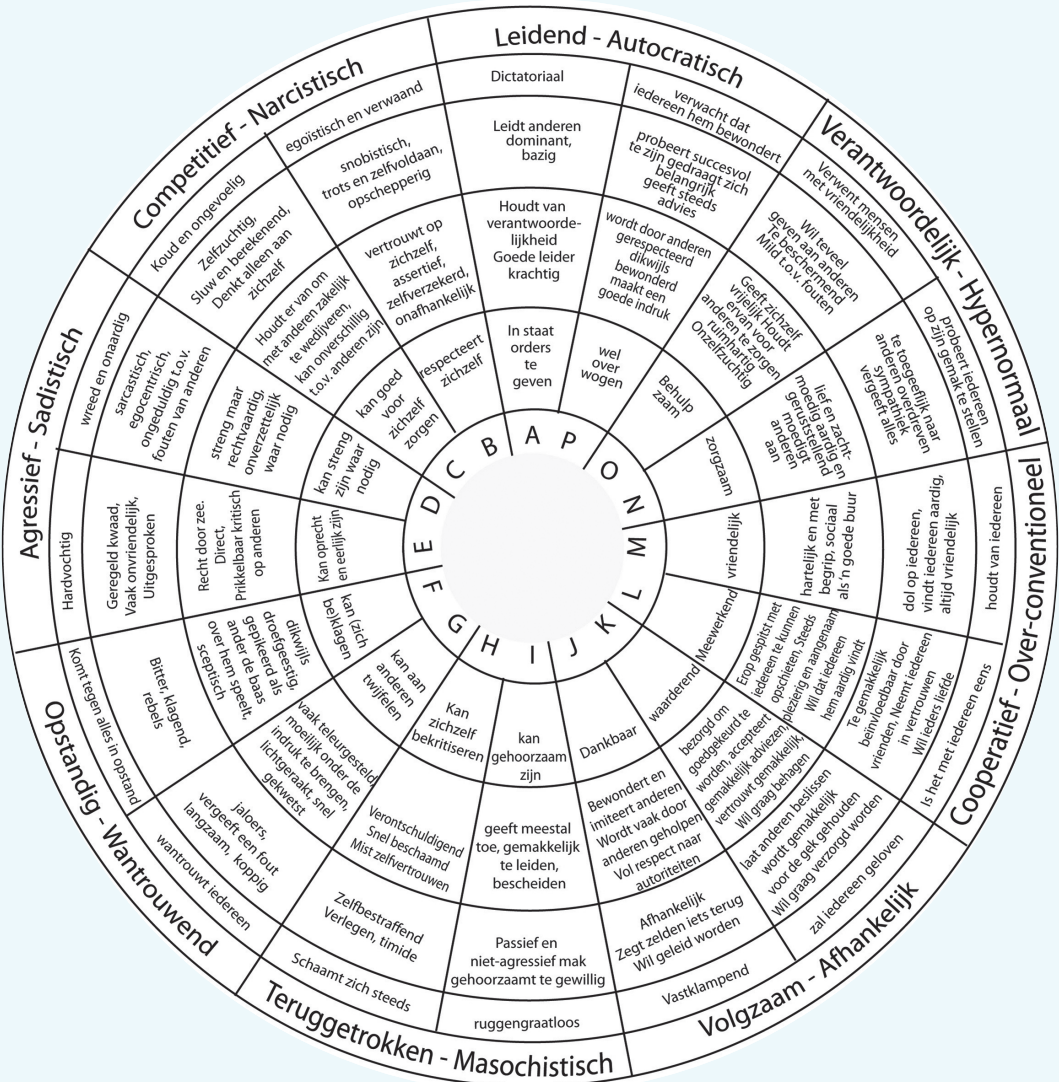 Leidend - Autocratisch
Dictatoriaal
Leidt anderen
dominant,
bazig
Houdt van
verantwoorde-
lijkheid
Goede leider
krachtig
In staat
orders
te
geven
A
verwacht dat
iedereen hem bewondert
probeert succesvol
te zijn gedraagt zich
belangrijk
geeft steeds
advies
wordt door anderen
gerespecteerd
dikwijls
bewonderd
maakt een
goede indruk
wel
over
wogen
P
Verantwoordelijk - Hypernormaal
Verwent mensen
met vriendelijkheid
Wil teveel
geven aan anderen
Te beschermend
Mild t.o.v. fouten
Geeft zichzelf
vrijelijk Houdt
ervan voor
anderen te zorgen
ruimhartig
Onzelfzuchtig
Behulp
zaam
O
probeert iedereen
op zijn gemak te stellen
te toegeeflijk naar
anderen overdreven
sympathiek
vergeeft alles
lief en zacht-
moedig aardig en
geruststellend
moedigt
anderen
aan
zorgzaam
N
Cooperatief - Over-conventioneel
houdt van iedereen
dol op iedereen,
vindt iedereen aardig,
altijd vriendelijk
hartelijk en met
begrip, sociaal
als 'n goede buur
vriendelijk
M
Is het met iedereen eens
Te gemakkelijk
beïnvloedbaar door
vrienden, Neemt iedereen
in vertrouwen
Wil ieders liefde
Erop gespitst met
iedereen te kunnen
opschieten, Steeds
plezierig en aangenaam
Wil dat iedereen
hem aardig vindt
Meewerkend
L
Volgzaam - Afhankelijk
zal iedereen geloven
laat anderen beslissen
wordt gemakkelijk
voor de gek gehouden
Wil graag verzorgd worden
bezorgd om
goedgekeurd te
worden, accepteert
gemakkelijk adviezen
vertrouwt gemakkelijk,
Wil graag behagen
waarderend
K
Vastklampend
Afhankelijk
Zegt zelden iets terug
Wil geleid worden
Bewondert en
imiteert anderen
Wordt vaak door
anderen geholpen
Vol respect naar
autoriteiten
Dankbaar
J
Teruggetrokken - Masochistisch
ruggengraatloos
Passief en
niet-agressief mak
gehoorzaamt te gewillig
geeft meestal
toe, gemakkelijk
te leiden,
bescheiden
kan
gehoorzaam
zijn
I
Schaamt zich steeds
Zelfbestraffend
Verlegen, timide
Verontschuldigend
Snel beschaamd
Mist zelfvertrouwen
Kan
zichzelf
bekritiseren
H
Opstandig - Wantrouwend
wantrouwt iedereen
jaloers,
vergeeft een fout
langzaam, koppig
vaak teleurgesteld,
moeilijk onder de
indruk te brengen,
lichtgeraakt, snel
gekwetst
kan aan
anderen
twijfelen
G
Komt tegen alles in opstand
Bitter, klagend,
rebels
dikwijls
droefgeestig,
gepikeerd als
ander de baas
over hem speelt,
sceptisch
kan (zich
be)klagen
F
Agressief - Sadistisch
Hardvochtig
Geregeld kwaad,
Vaak onvriendelijk,
Uitgesproken
Recht door zee.
Direct,
Prikkelbaar kritisch
op anderen
Kan oprecht
en eerlijk zijn
E
wreed en onaardig
sarcastisch,
egocentrisch,
ongeduldig t.o.v.
fouten van anderen
streng maar
rechtvaardig,
onverzettelijk
waar nodig
kan streng
zijn waar
nodig
D
Competitief - Narcistisch
Koud en ongevoelig
Zelfzuchtig,
Sluw en berekenend,
Denkt alleen aan
zichzelf
Houdt er van om
met anderen zakelijk
te wedijveren,
kan onverschillig
t.o.v. anderen zijn
kan goed
voor
zichzelf
zorgen
C
egoïstisch en verwaand
snobistisch,
trots en zelfvoldaan,
opschepperig
vertrouwt op
zichzelf,
assertief,
zelfverzekerd,
onafhankelijk
respecteert
zichzelf
B